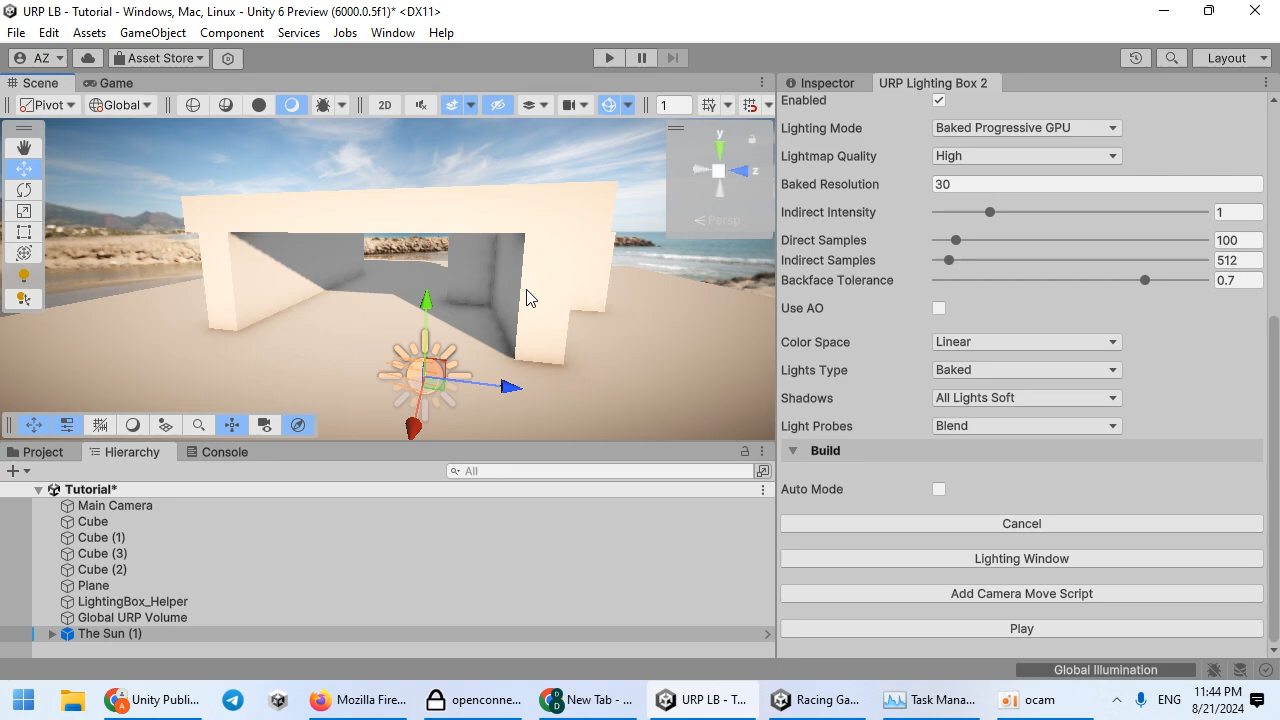 URP LB - Tutorial - Windows, Mac, Linux - Unity 6 Preview (6000.0.5f1)* <DX11>
File Edit Assets GameObject Component Services Jobs Window Help
AZ Asset Store Layout
Scene Game Inspector URP Lighting Box 2
Pivot Global 2D 1
Enabled
Lighting Mode Baked Progressive GPU
Lightmap Quality High
Baked Resolution 30
Indirect Intensity 1
Direct Samples 100
Indirect Samples 512
Backface Tolerance 0.7
Use AO
Color Space Linear
Lights Type Baked
Shadows All Lights Soft
Light Probes Blend
Build
Auto Mode
Cancel
Lighting Window
Add Camera Move Script
Play
y
z
Persp
Project Hierarchy Console
All
Tutorial*
Main Camera
Cube
Cube (1)
Cube (3)
Cube (2)
Plane
LightingBox_Helper
Global URP Volume
The Sun (1)
Global Illumination
Unity Publi... Mozilla Fire... openconne... New Tab - ... URP LB - T... Racing Ga... Task Mana... ocam ENG 11:44 PM
8/21/2024